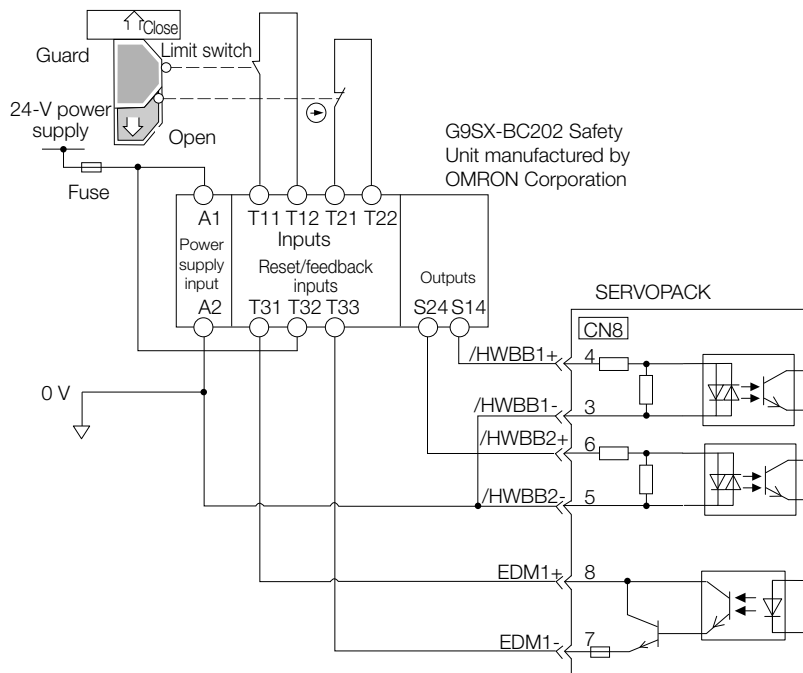 Close
Guard
Limit switch
24-V power
supply
Open
Fuse
G9SX-BC202 Safety
Unit manufactured by
OMRON Corporation
A1
T11 T12 T21 T22
Inputs
Power
supply
input
Reset/feedback
inputs
Outputs
A2
T31 T32 T33
S24 S14
SERVOPACK
CN8
/HWBB1+
4
0 V
/HWBB1-
3
/HWBB2+
6
/HWBB2-
5
EDM1+
8
EDM1-
7